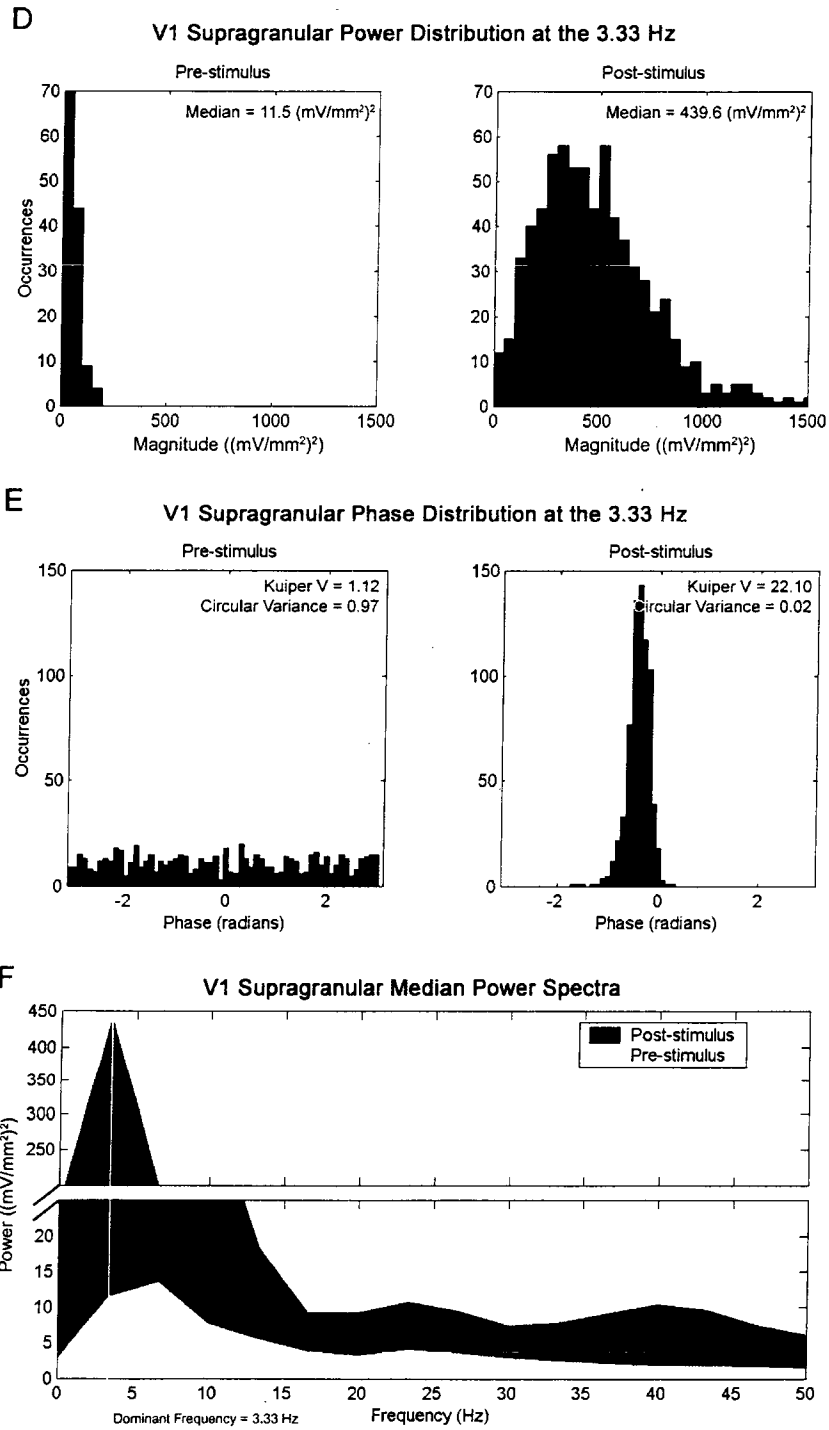 D
V1 Supragranular Power Distribution at the 3.33 Hz
Pre-stimulus
Post-stimulus
Median = 11.5 (mV/mm²)²
Median = 439.6 (mV/mm²)²
70
60
50
40
30
20
10
0
Occurrences
0 500 1000 1500
Magnitude ((mV/mm²)²)
70
60
50
40
30
20
10
0
0 500 1000 1500
Magnitude ((mV/mm²)²)
E
V1 Supragranular Phase Distribution at the 3.33 Hz
Pre-stimulus
Post-stimulus
Kuiper V = 1.12
Circular Variance = 0.97
Kuiper V = 22.10
Circular Variance = 0.02
150
100
50
0
Occurrences
-2 0 2
Phase (radians)
150
100
50
0
-2 0 2
Phase (radians)
F
V1 Supragranular Median Power Spectra
Post-stimulus
Pre-stimulus
450
400
350
300
250
20
15
10
5
0
Power ((mV/mm²)²)
0 5 10 15 20 25 30 35 40 45 50
Dominant Frequency = 3.33 Hz
Frequency (Hz)